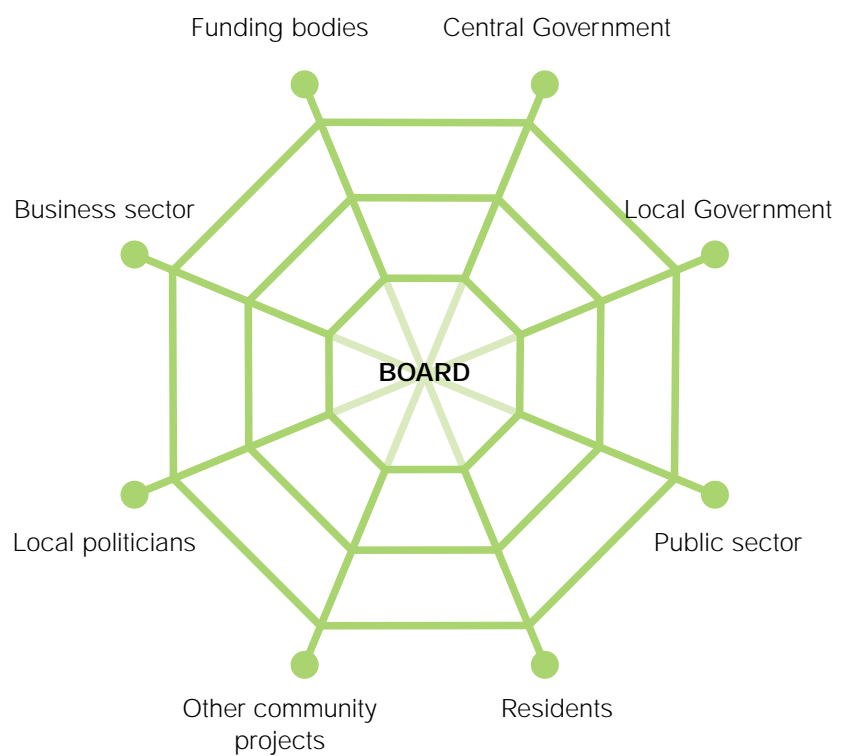 Funding bodies
Central Government
Business sector
Local Government
BOARD
Local politicians
Public sector
Other community
projects
Residents